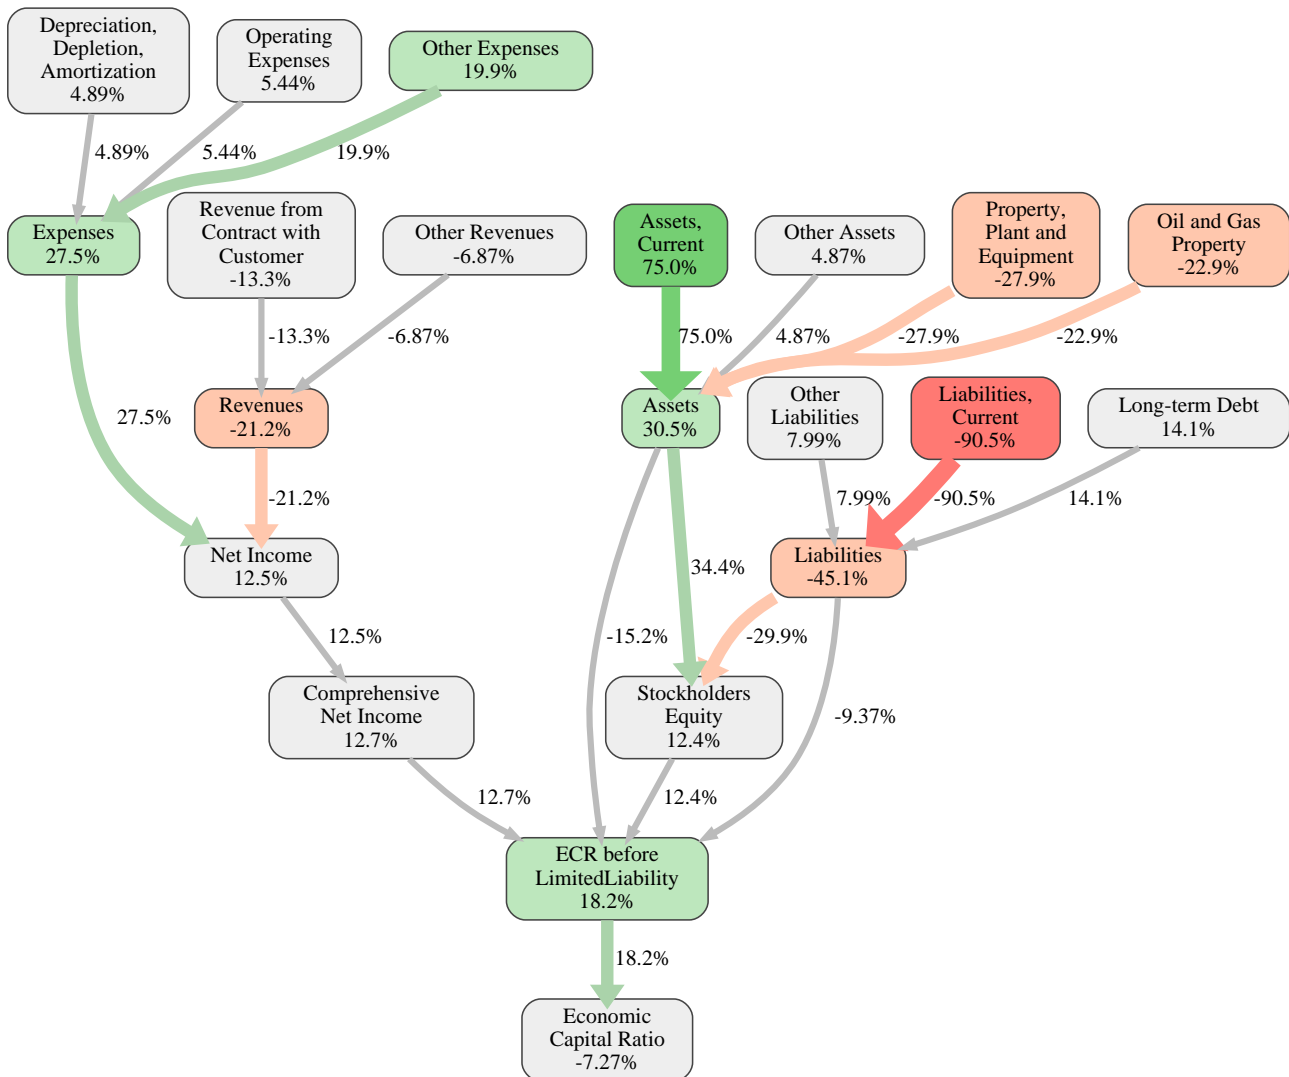 Depreciation,
Depletion,
Amortization
4.89%
Operating
Expenses
5.44%
Other Expenses
19.9%
4.89%
5.44%
19.9%
Expenses
27.5%
Revenue from
Contract with
Customer
-13.3%
Other Revenues
-6.87%
Assets,
Current
75.0%
Other Assets
4.87%
Property,
Plant and
Equipment
-27.9%
Oil and Gas
Property
-22.9%
-13.3%
-6.87%
75.0%
4.87%
-27.9%
-22.9%
27.5%
Revenues
-21.2%
Assets
30.5%
Other
Liabilities
7.99%
Liabilities,
Current
-90.5%
Long-term Debt
14.1%
-21.2%
7.99%
-90.5%
14.1%
Net Income
12.5%
34.4%
Liabilities
-45.1%
12.5%
-15.2%
-29.9%
Comprehensive
Net Income
12.7%
Stockholders
Equity
12.4%
-9.37%
12.7%
12.4%
ECR before
LimitedLiability
18.2%
18.2%
Economic
Capital Ratio
-7.27%